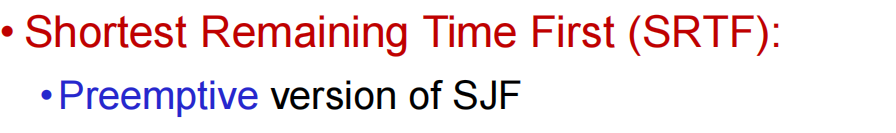 • Shortest Remaining Time First (SRTF):
• Preemptive version of SJF